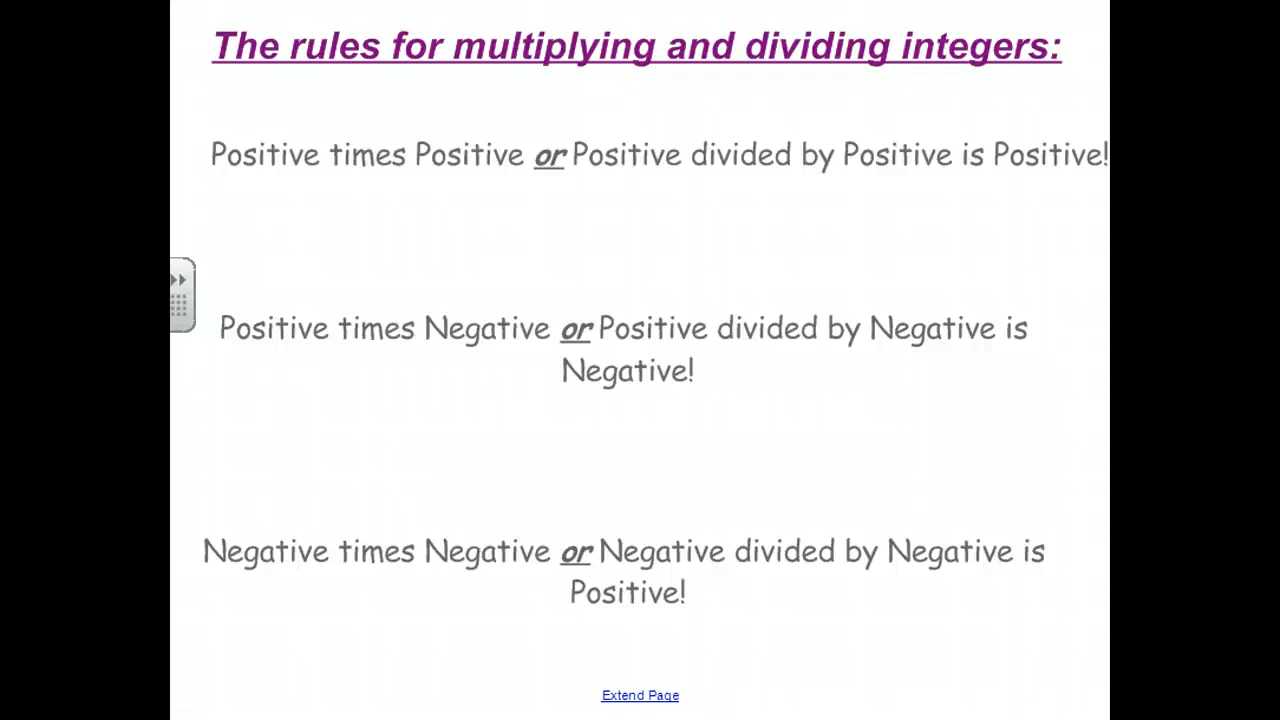 The rules for multiplying and dividing integers:
Positive times Positive or Positive divided by Positive is Positive!
Positive times Negative or Positive divided by Negative is
Negative!
Negative times Negative or Negative divided by Negative is
Positive!
Extend Page